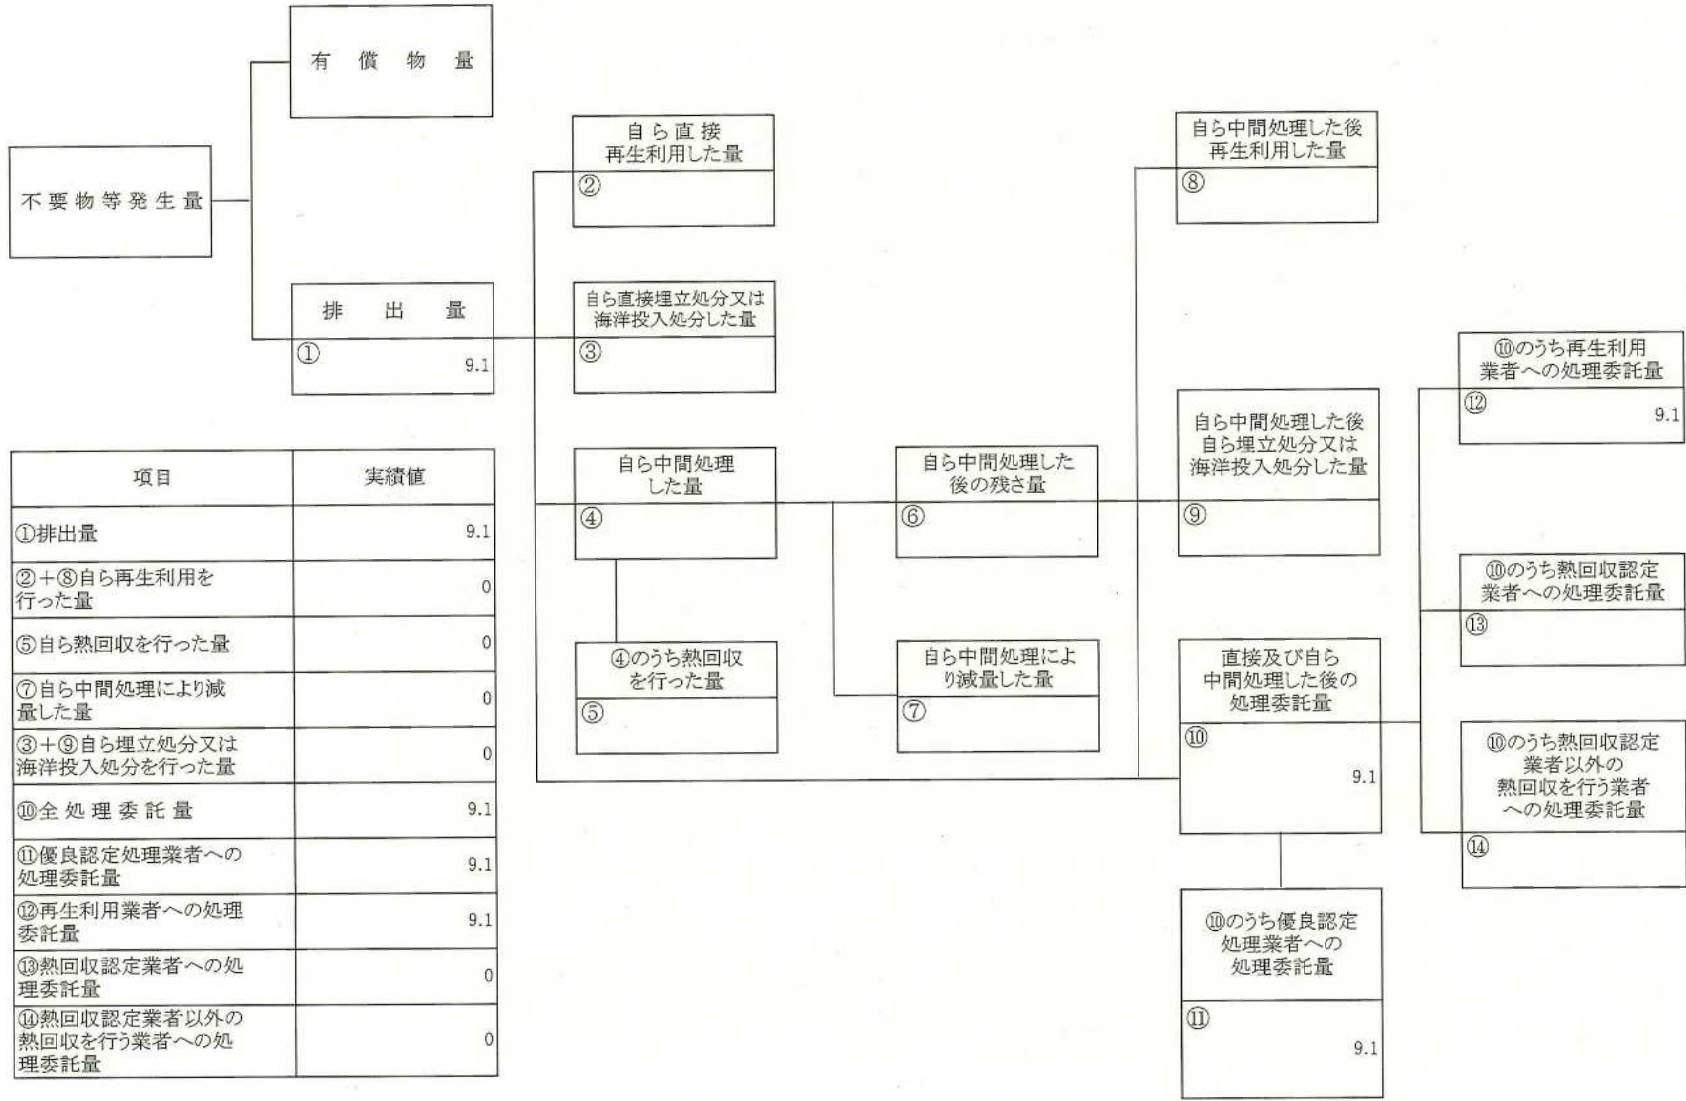 有償物量
不要物等発生量
排出量
①
9.1
自ら直接
再生利用した量
②
自ら直接埋立処分又は
海洋投入処分した量
③
自ら中間処理
した量
④
④のうち熱回収
を行った量
⑤
自ら中間処理した
後の残さ量
⑥
自ら中間処理によ
り減量した量
⑦
自ら中間処理した後
再生利用した量
⑧
自ら中間処理した後
自ら埋立処分又は
海洋投入処分した量
⑨
直接及び自ら
中間処理した後の
処理委託量
⑩
9.1
⑩のうち優良認定
処理業者への
処理委託量
⑪
9.1
⑩のうち再生利用
業者への処理委託量
⑫
9.1
⑩のうち熱回収認定
業者への処理委託量
⑬
⑩のうち熱回収認定
業者以外の
熱回収を行う業者
への処理委託量
⑭
項目 実績値
①排出量 9.1
②+⑧自ら再生利用を
行った量 0
⑤自ら熱回収を行った量 0
⑦自ら中間処理により減
量した量 0
③+⑨自ら埋立処分又は
海洋投入処分を行った量 0
⑩全処理委託量 9.1
⑪優良認定処理業者への
処理委託量 9.1
⑫再生利用業者への処理
委託量 9.1
⑬熱回収認定業者への処
理委託量 0
⑭熱回収認定業者以外の
熱回収を行う業者への処
理委託量 0